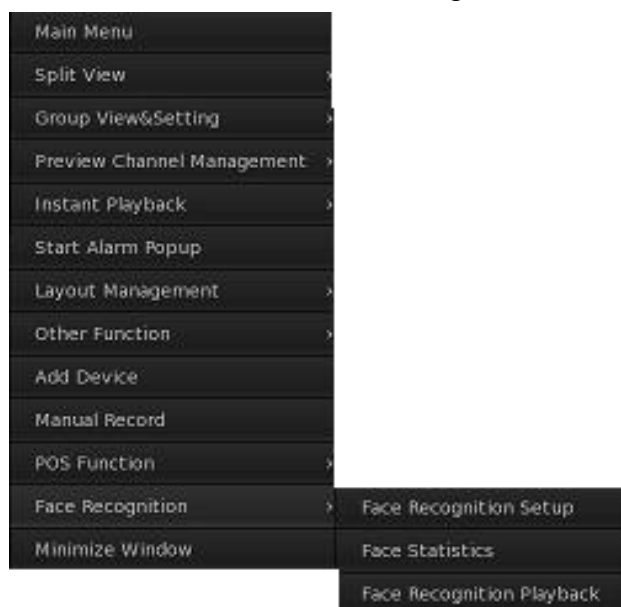 Main Menu
Split View
Group View&Setting
Preview Channel Management
Instant Playback
Start Alarm Popup
Layout Management
Other Function
Add Device
Manual Record
POS Function
Face Recognition
Face Recognition Setup
Minimize Window
Face Statistics
Face Recognition Playback